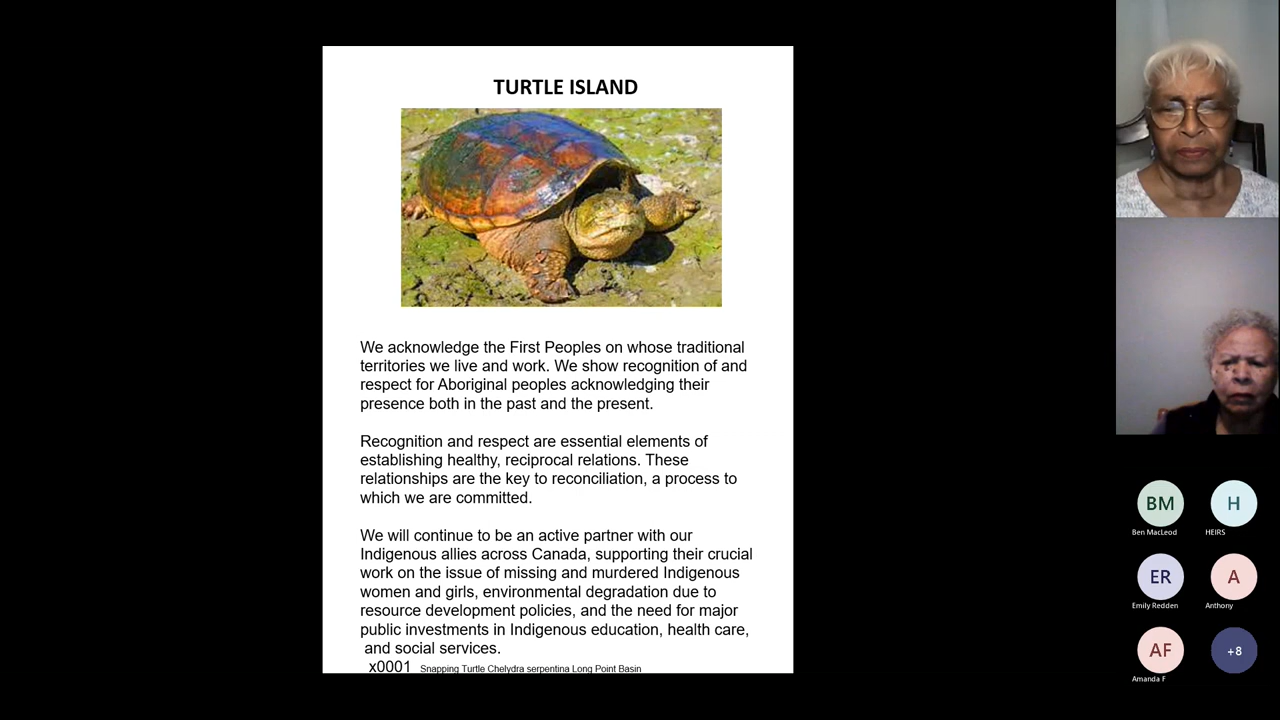 TURTLE ISLAND
We acknowledge the First Peoples on whose traditional
territories we live and work. We show recognition of and
respect for Aboriginal peoples acknowledging their
presence both in the past and the present.
Recognition and respect are essential elements of
establishing healthy, reciprocal relations. These
relationships are the key to reconciliation, a process to
which we are committed.
We will continue to be an active partner with our
Indigenous allies across Canada, supporting their crucial
work on the issue of missing and murdered Indigenous
women and girls, environmental degradation due to
resource development policies, and the need for major
public investments in Indigenous education, health care,
and social services.
x0001 Snapping Turtle Chelydra serpentina Long Point Basin
BM H
Ben MacLeod HEIRS
ER A
Emily Redden Anthony
AF +8
Amanda F